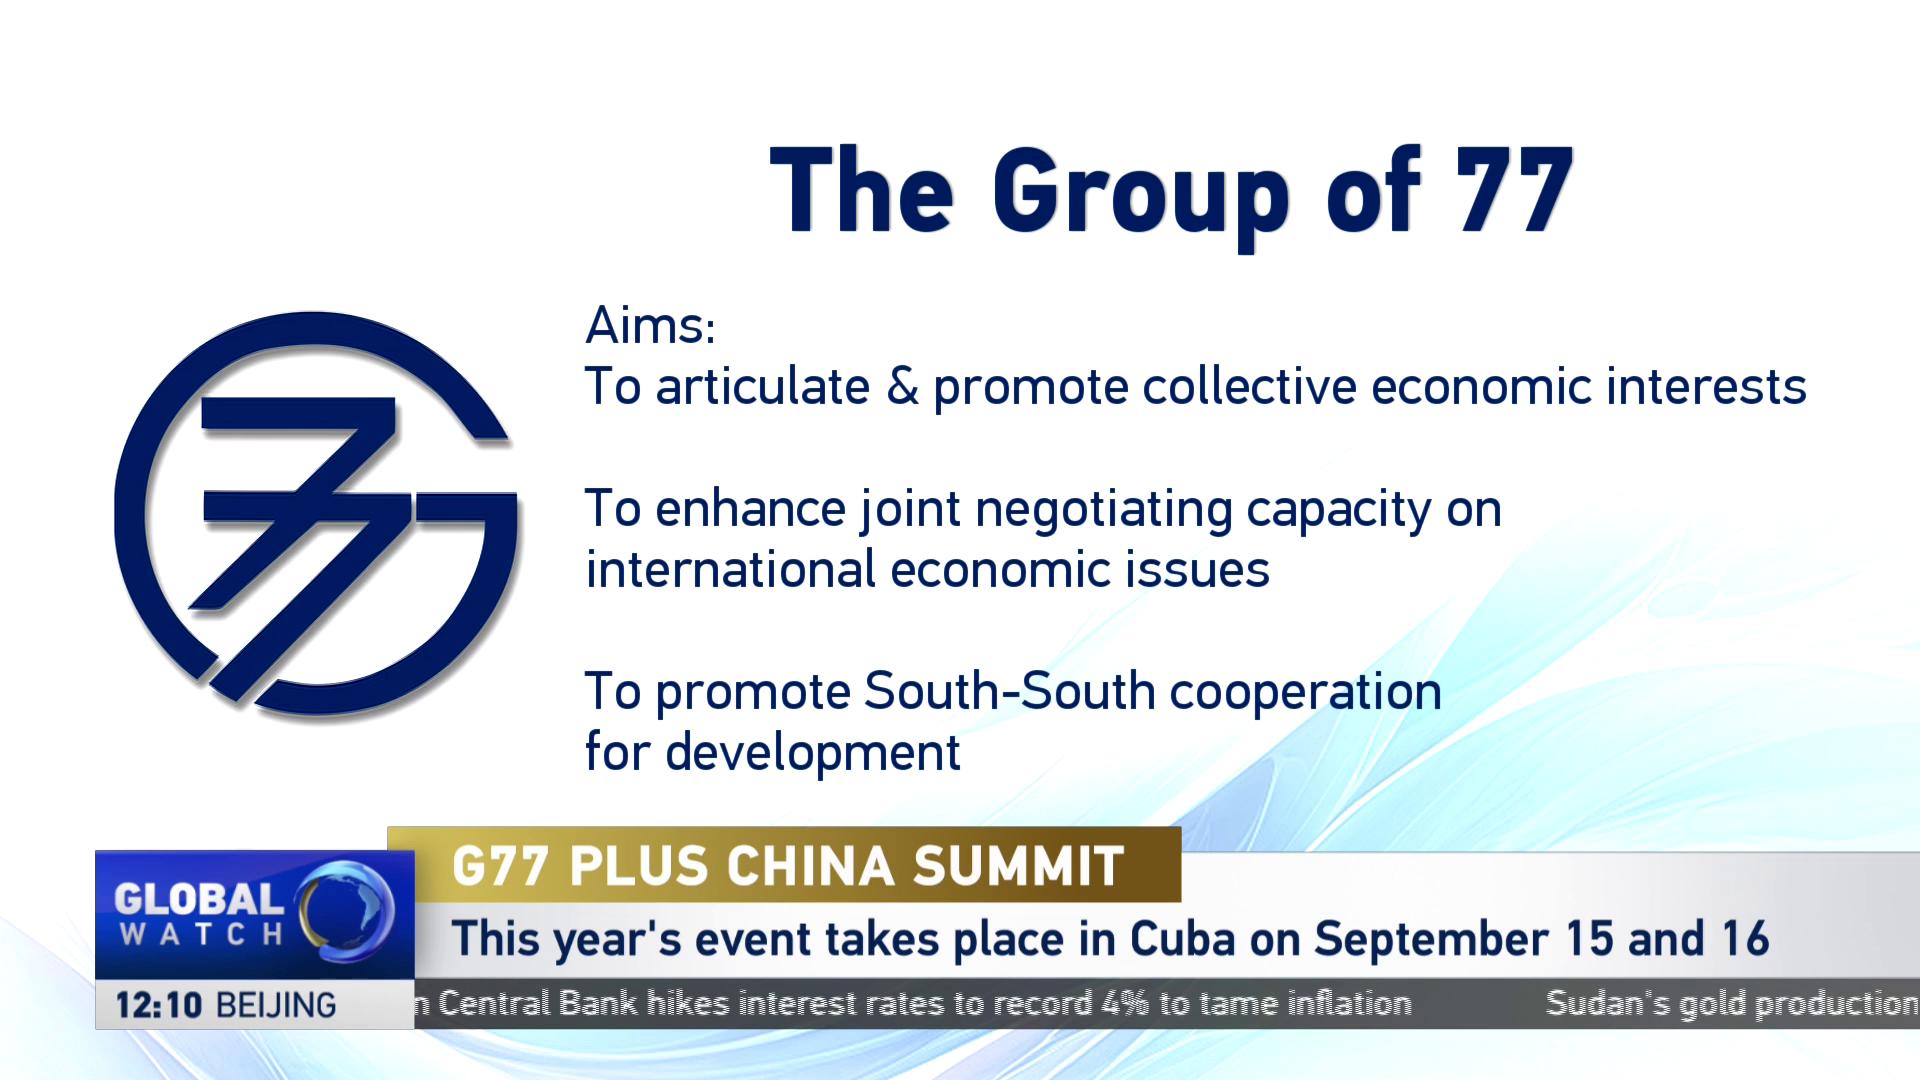 The Group of 77
Aims:
To articulate & promote collective economic interests
To enhance joint negotiating capacity on
international economic issues
To promote South-South cooperation
for development
G77 PLUS CHINA SUMMIT
GLOBAL
WATCH
This year's event takes place in Cuba on September 15 and 16
12:10 BEIJING
n Central Bank hikes interest rates to record 4% to tame inflation
Sudan's gold production